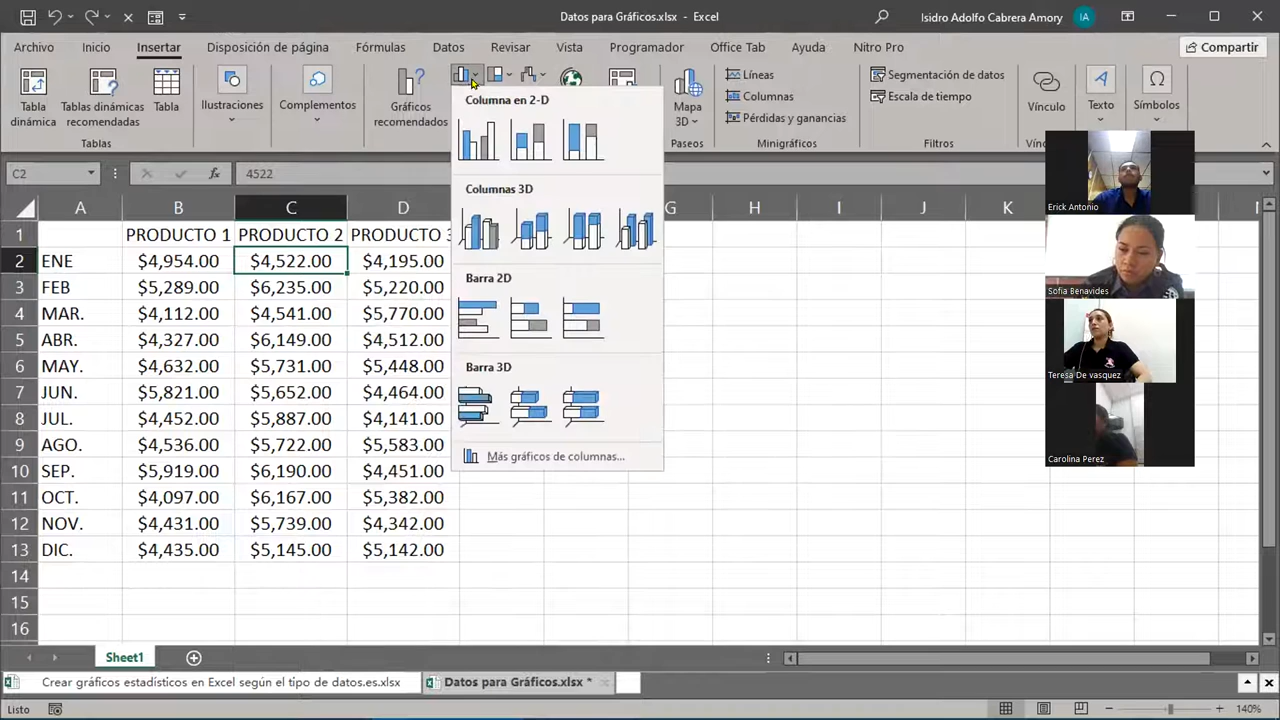 Datos para Gráficos.xlsx - Excel
Isidro Adolfo Cabrera Amory
IA
Archivo Inicio Insertar Disposición de página Fórmulas Datos Revisar Vista Programador Office Tab Ayuda Nitro Pro
Compartir
Tabla dinámica
Tablas dinámicas recomendadas
Tabla
Tablas
Ilustraciones
Complementos
Gráficos recomendados
Mapa 3D
Paseos
Líneas
Columnas
Pérdidas y ganancias
Minigráficos
Segmentación de datos
Escala de tiempo
Filtros
Vínculo
Texto
Símbolos
Columna en 2-D
Columnas 3D
Barra 2D
Barra 3D
Más gráficos de columnas...
C2
fx
4522
A B C D G H I J K
1 PRODUCTO 1 PRODUCTO 2 PRODUCTO
2 ENE $4,954.00 $4,522.00 $4,195.00
3 FEB $5,289.00 $6,235.00 $5,220.00
4 MAR. $4,112.00 $4,541.00 $5,770.00
5 ABR. $4,327.00 $6,149.00 $4,512.00
6 MAY. $4,632.00 $5,731.00 $5,448.00
7 JUN. $5,821.00 $5,652.00 $4,464.00
8 JUL. $4,452.00 $5,887.00 $4,141.00
9 AGO. $4,536.00 $5,722.00 $5,583.00
10 SEP. $5,919.00 $6,190.00 $4,451.00
11 OCT. $4,097.00 $6,167.00 $5,382.00
12 NOV. $4,431.00 $5,739.00 $4,342.00
13 DIC. $4,435.00 $5,145.00 $5,142.00
14
15
16
Erick Antonio
Sofia Benavides
Teresa De vasquez
Carolina Perez
Sheet1
Crear gráficos estadísticos en Excel según el tipo de datos.es.xlsx
Datos para Gráficos.xlsx *
Listo
140%